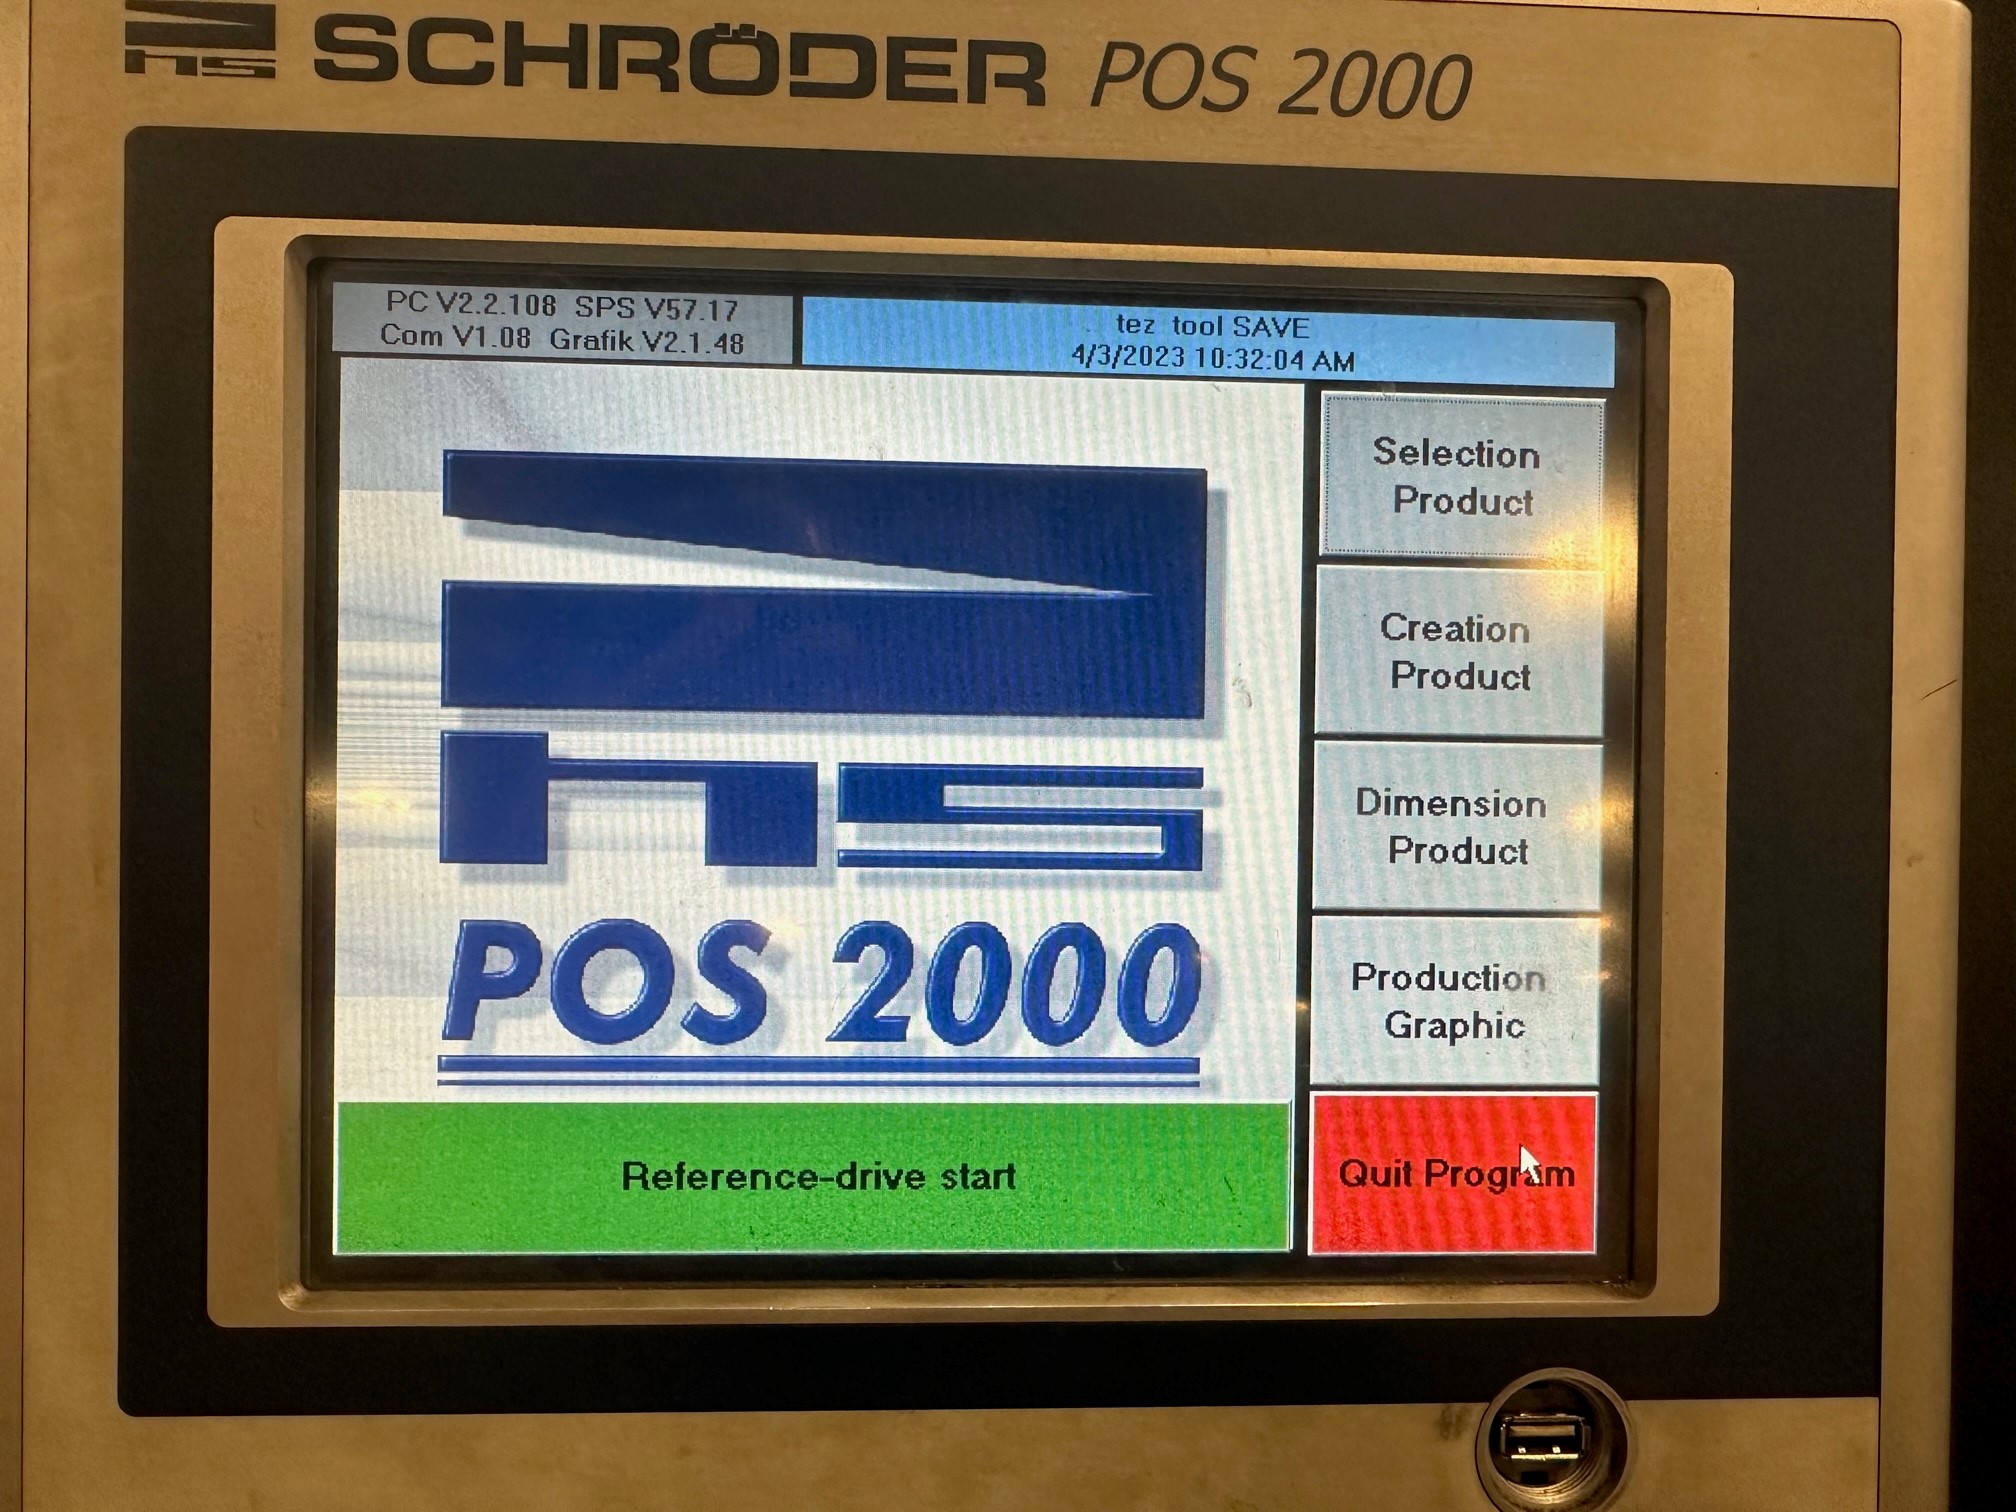 hs SCHRÖDER POS 2000
PC V2.2.108 SPS V57.17
Com V1.08 Grafik V2.1.48
tez tool SAVE
4/3/2023 10:32:04 AM
hs
POS 2000
Selection
Product
Creation
Product
Dimension
Product
Production
Graphic
Reference-drive start
Quit Program